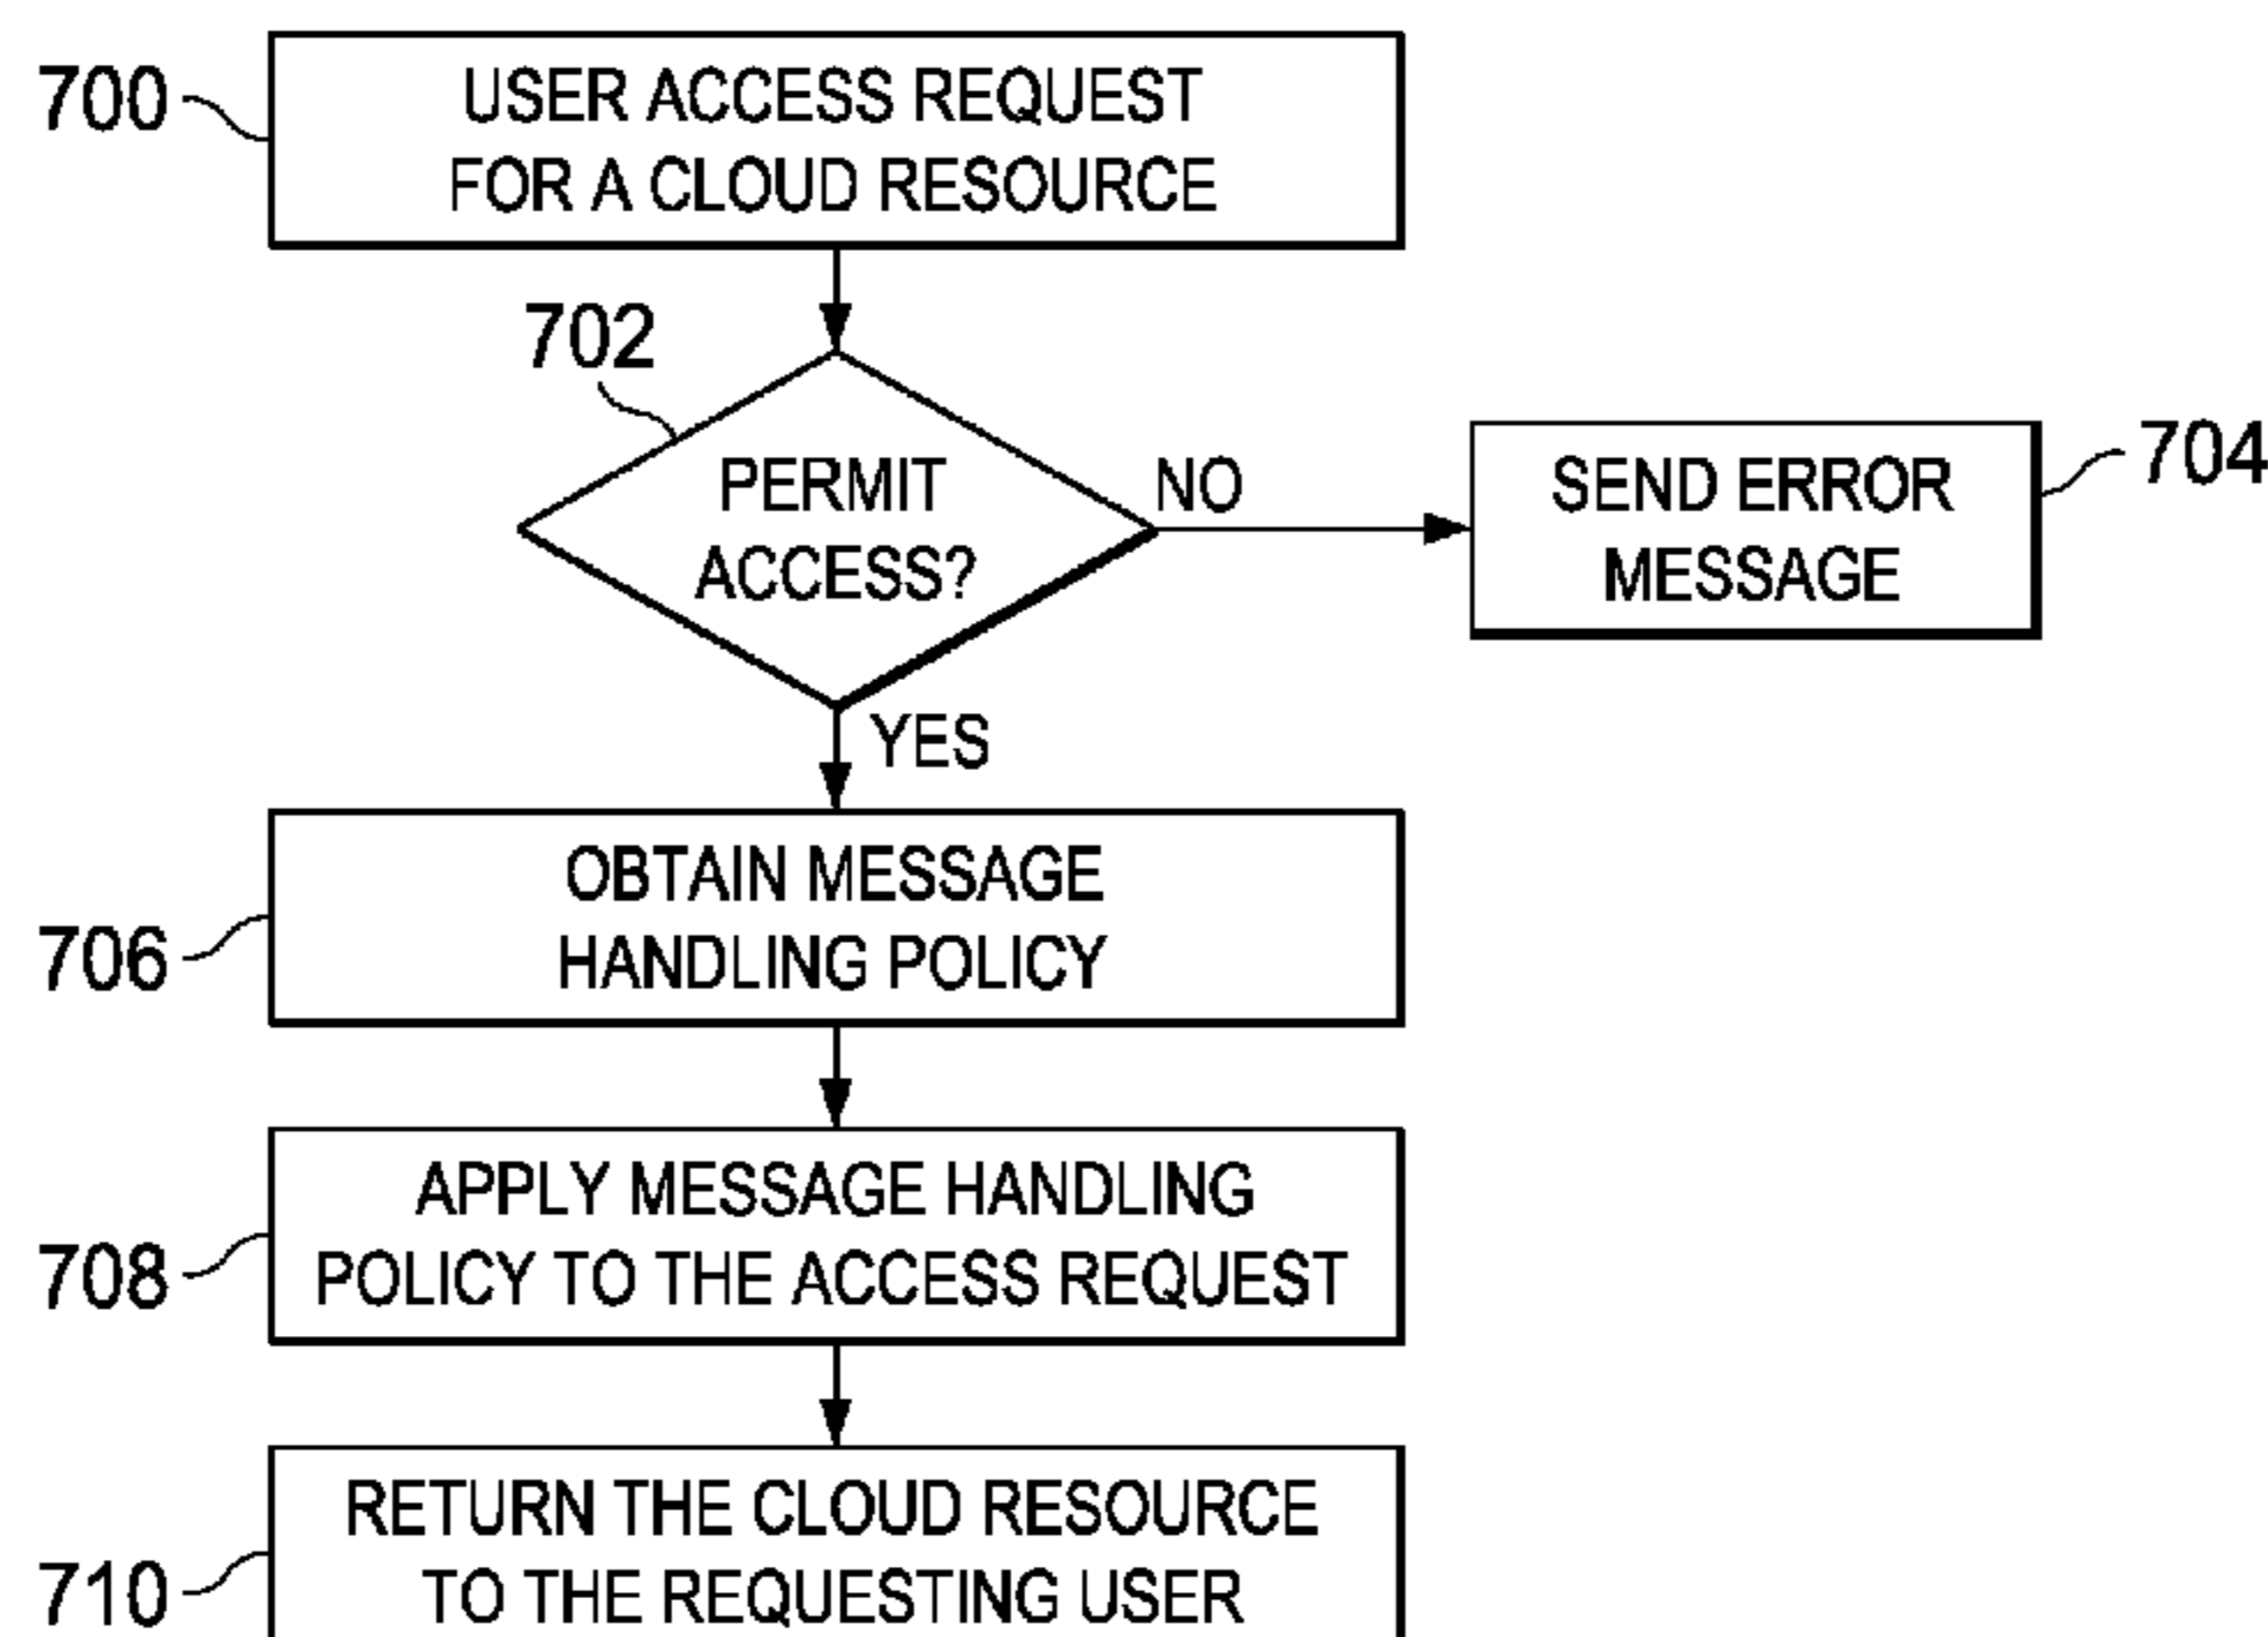 700
USER ACCESS REQUEST
FOR A CLOUD RESOURCE
702
PERMIT
ACCESS?
NO
SEND ERROR
MESSAGE
704
YES
706
OBTAIN MESSAGE
HANDLING POLICY
708
APPLY MESSAGE HANDLING
POLICY TO THE ACCESS REQUEST
710
RETURN THE CLOUD RESOURCE
TO THE REQUESTING USER